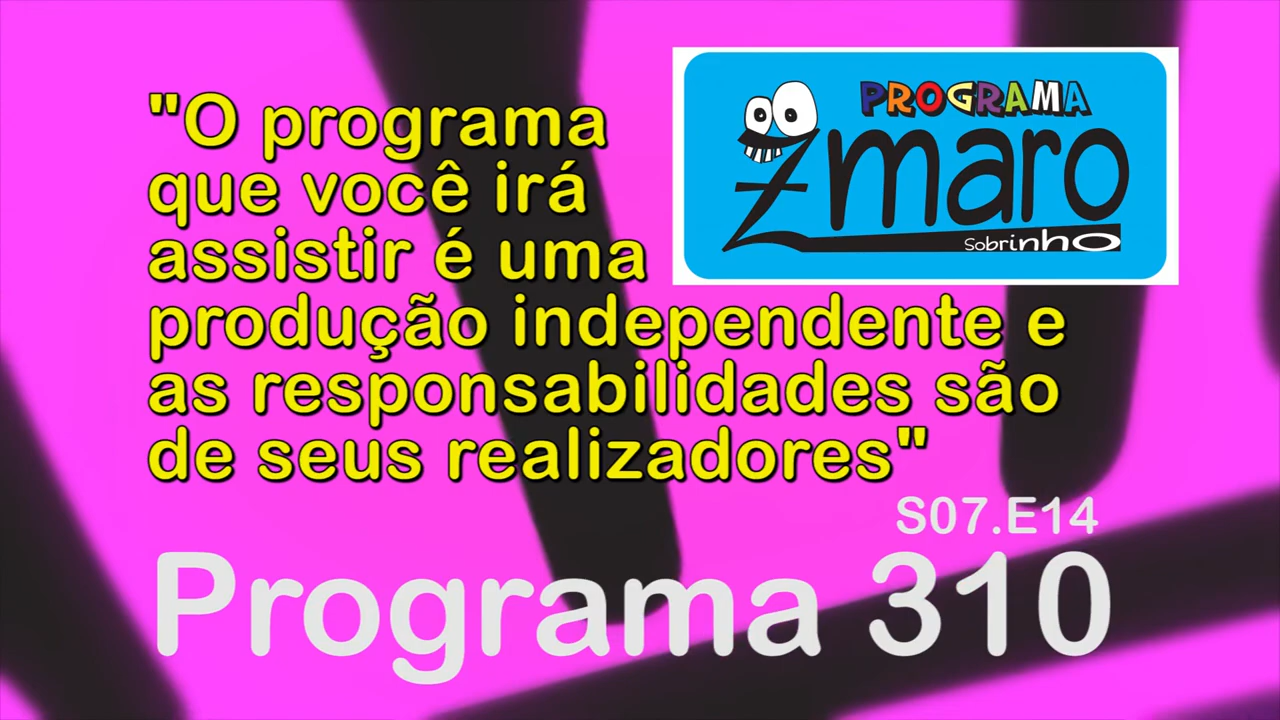 "O programa
que você irá
assistir é uma
produção independente e
as responsabilidades são
de seus realizadores"
PROGRAMA
Zmaro
Sobrinho
S07.E14
Programa 310